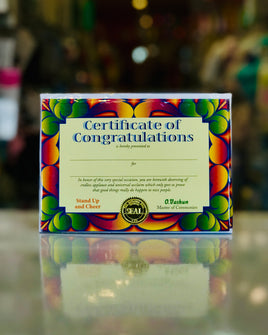 Certificate of
Congratulations
is hereby presented to
for
In honor of this very special occasion, you are herewith deserving of
endless applause and universal acclaim which only goes to prove
that good things really do happen to nice people.
Stand Up
and Cheer
SEAL
O. Vashun
Master of Ceremonies